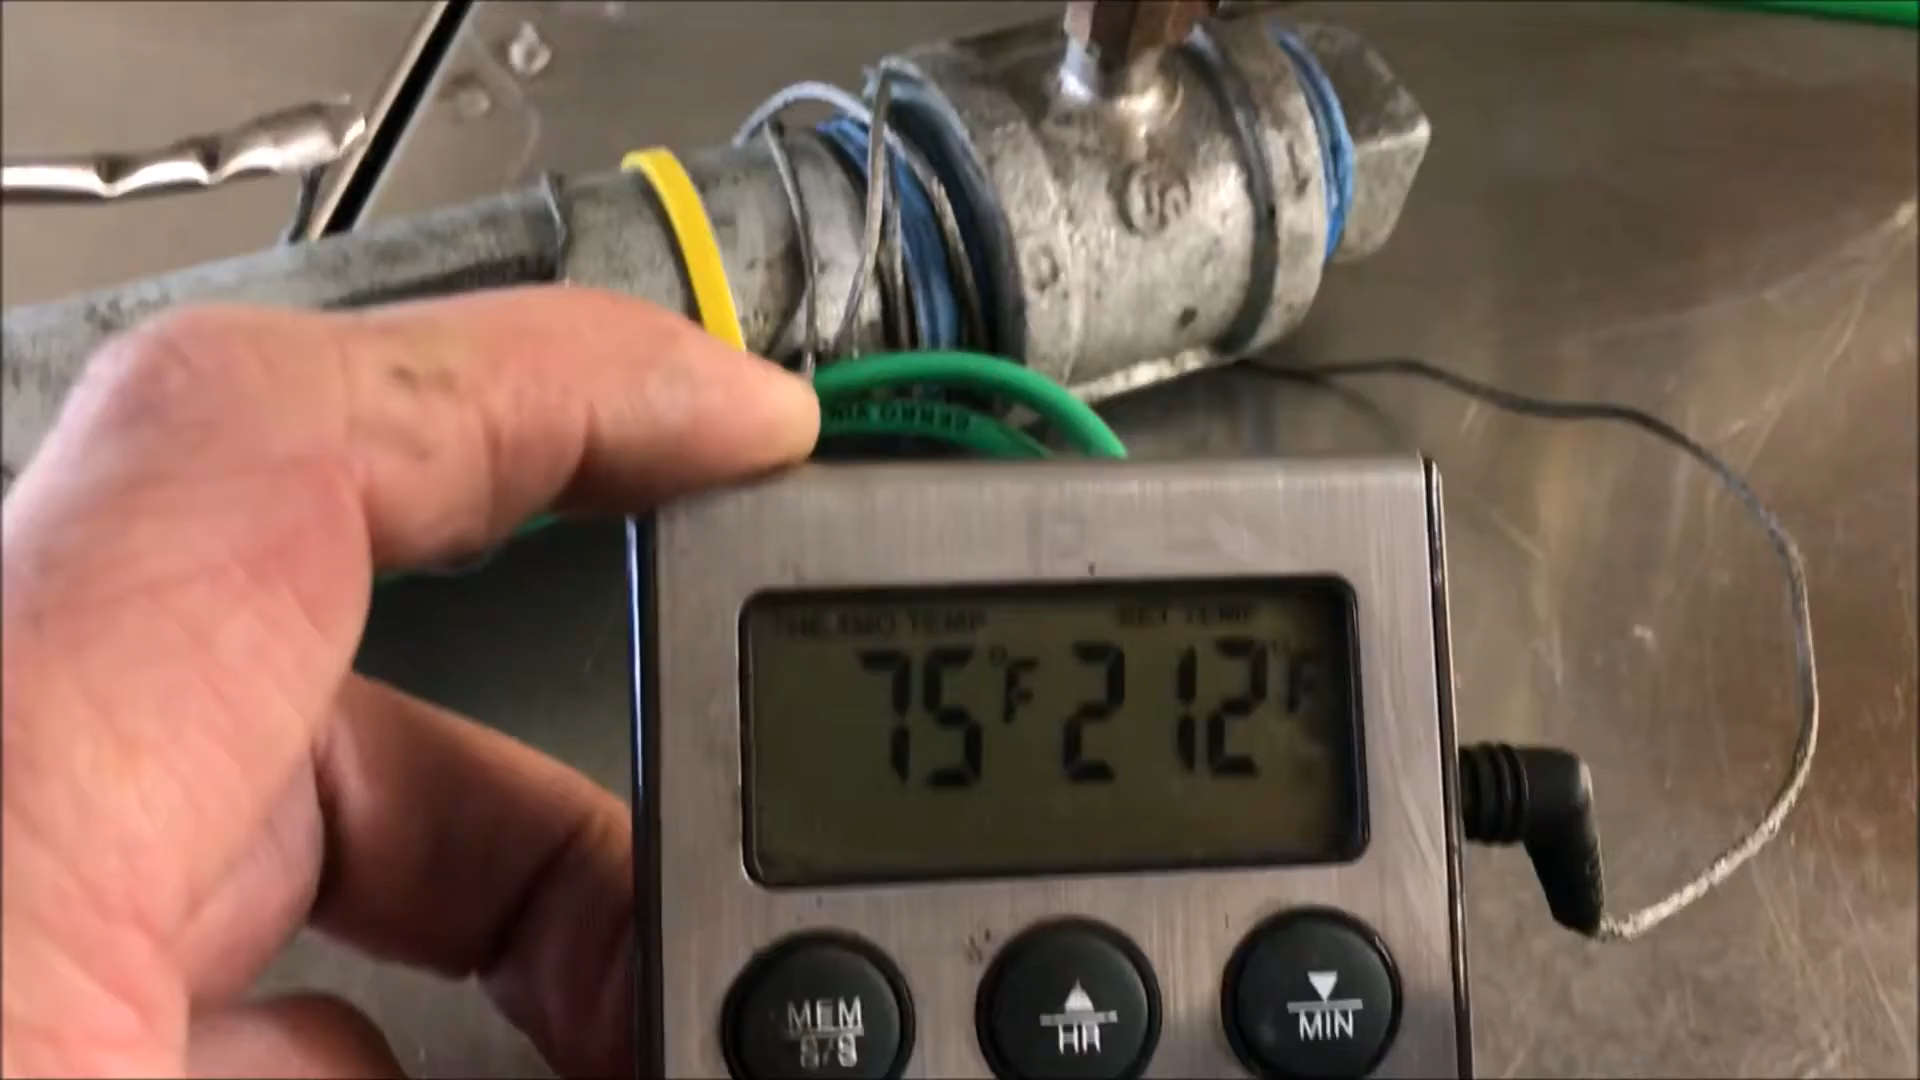 THERMO TEMP SET TEMP
75°F 212°F
MEM
S/S
HR
MIN